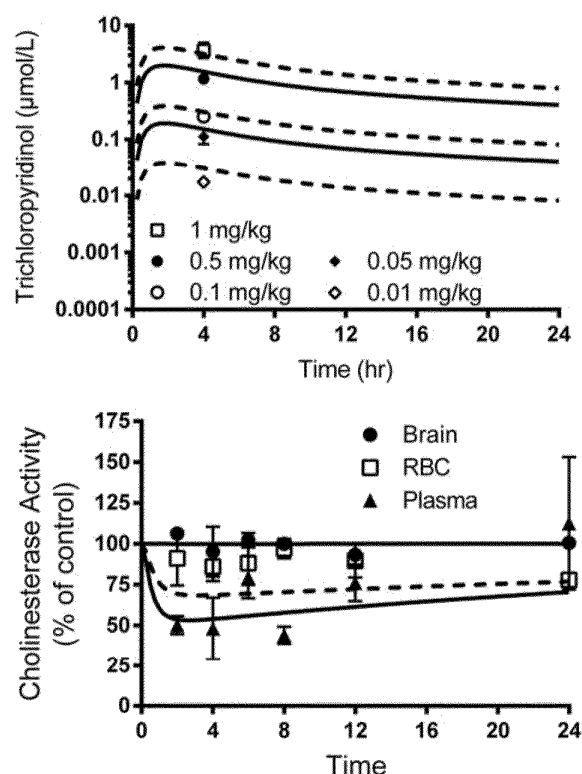 Trichloropyridinol (µmol/L)
10
1
0.1
0.01
0.001
0.0001
1 mg/kg
0.5 mg/kg
0.05 mg/kg
0.1 mg/kg
0.01 mg/kg
0 4 8 12 16 20 24
Time (hr)
Cholinesterase Activity
(% of control)
175
150
125
100
75
50
25
0
Brain
RBC
Plasma
0 4 8 12 16 20 24
Time